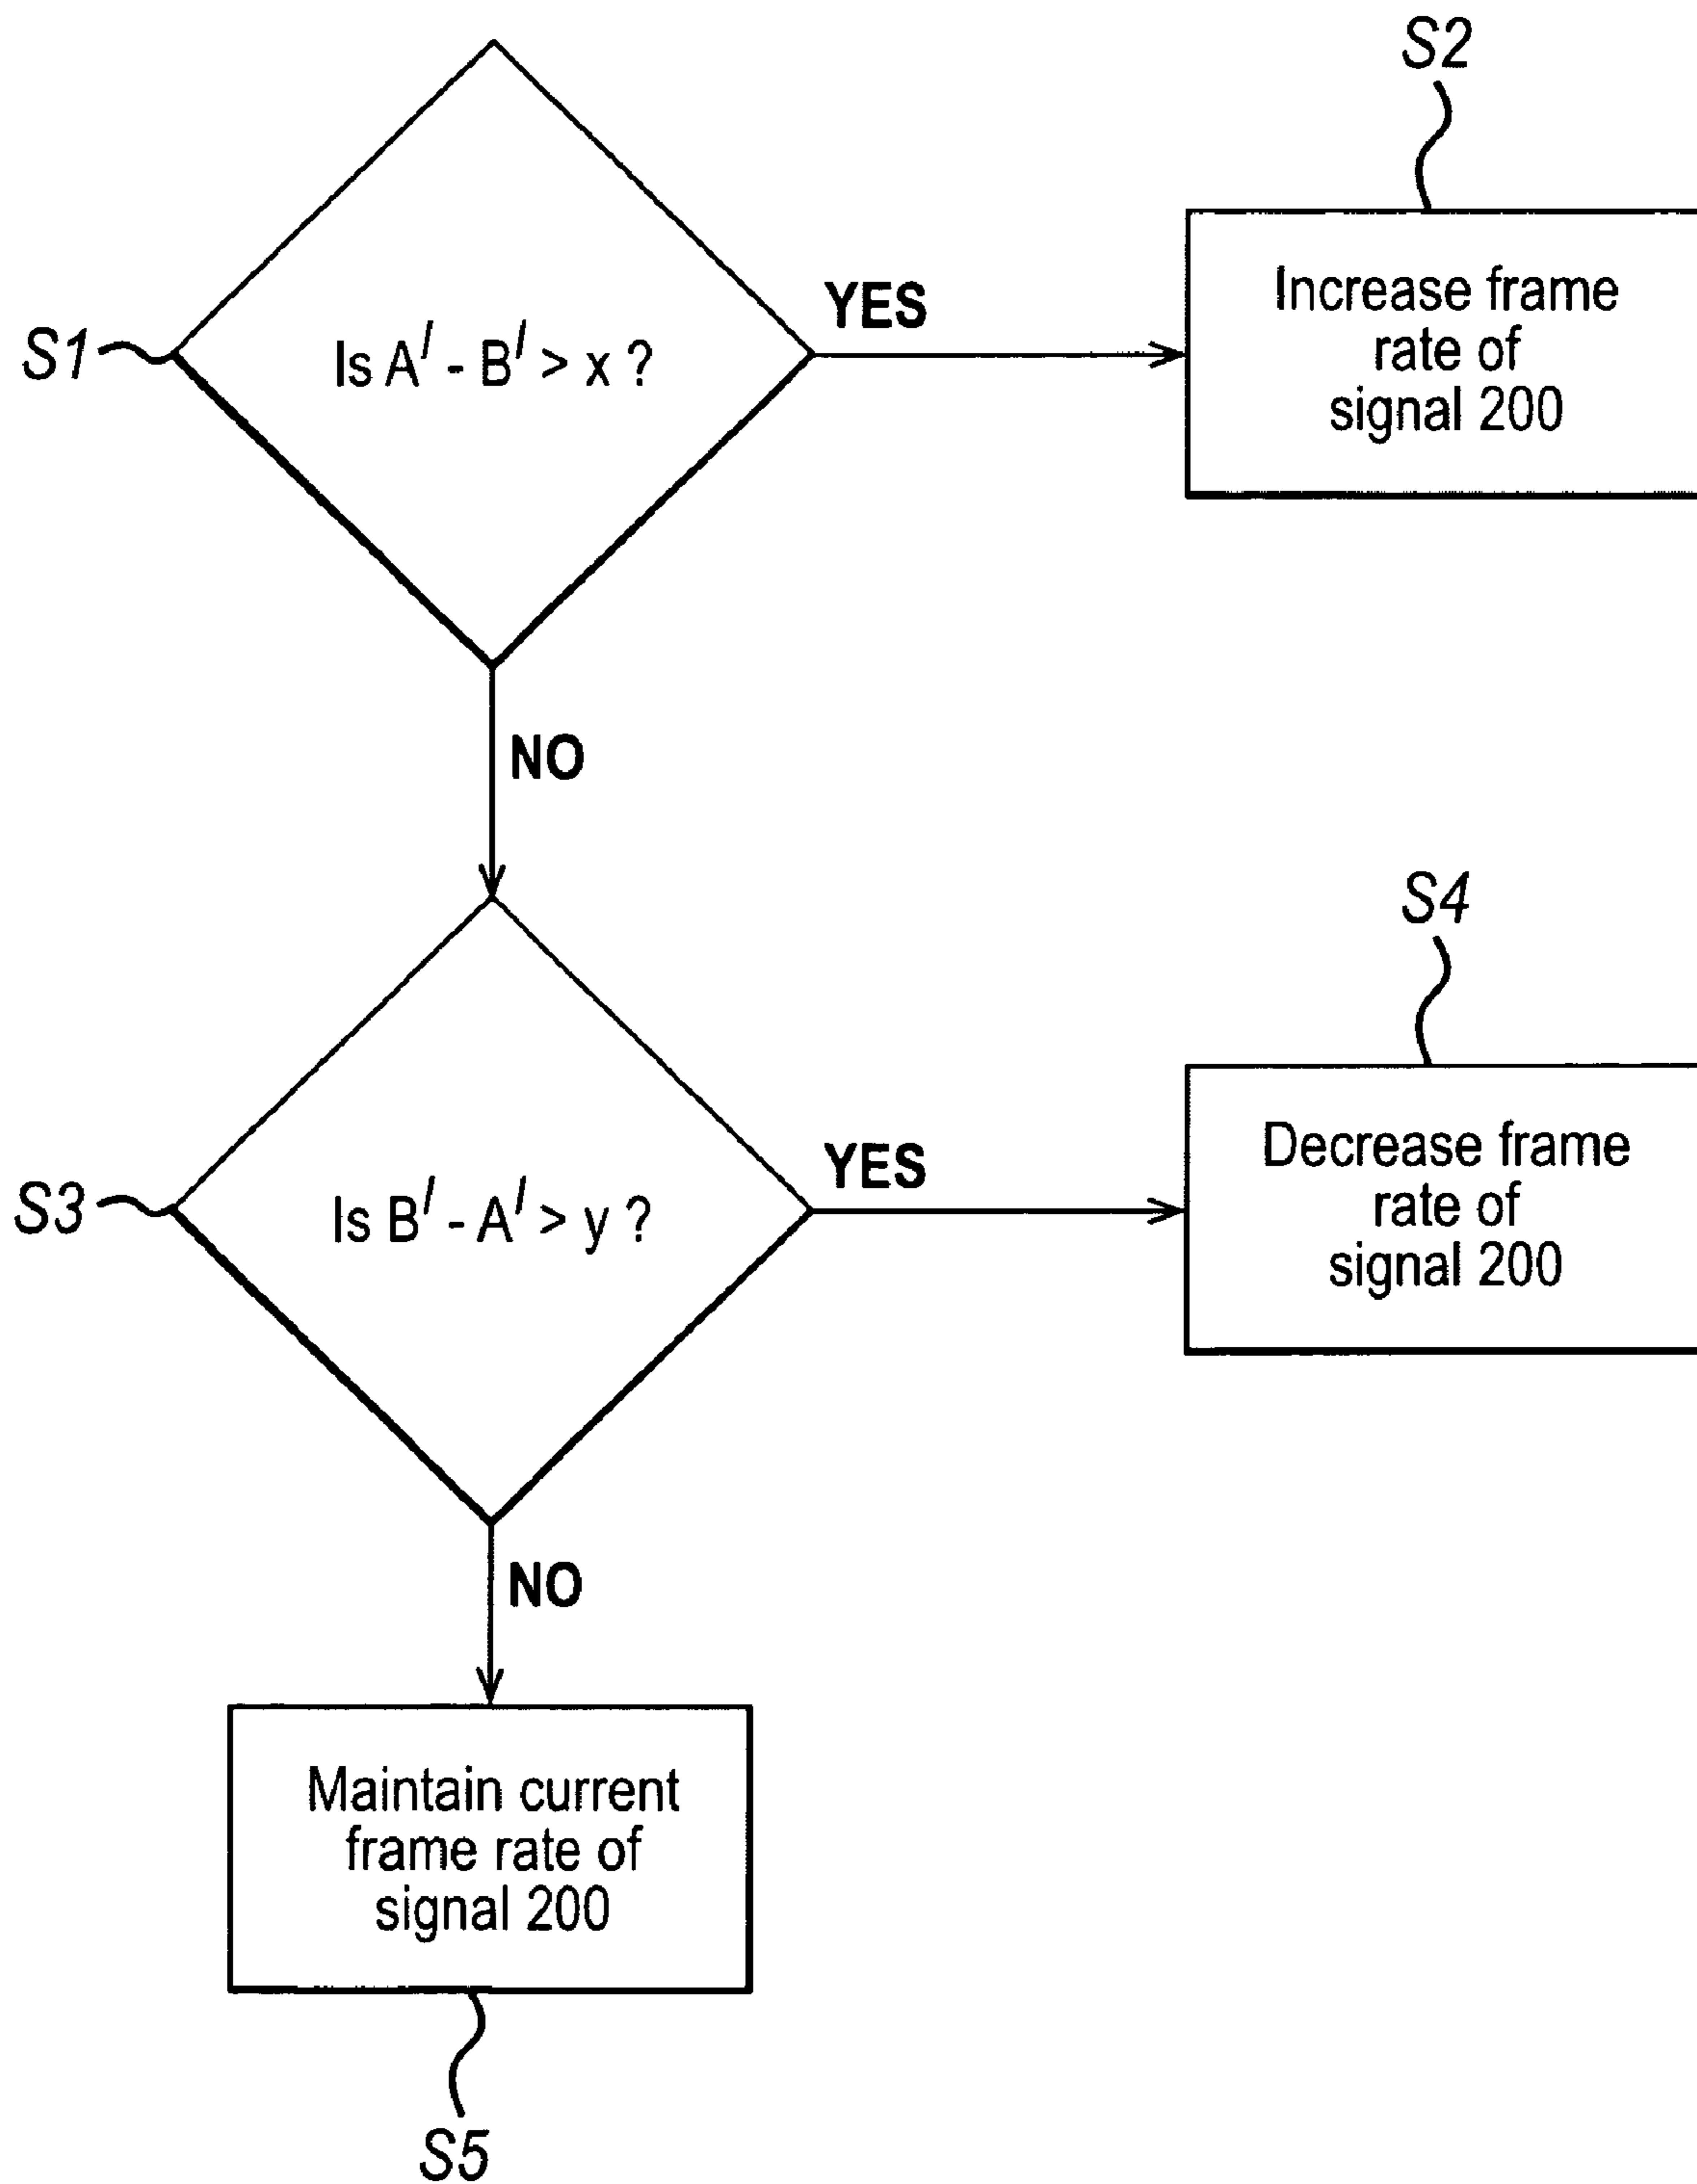 S2
S1
Is A′ - B′ > x ?
YES
Increase frame
rate of
signal 200
NO
S4
S3
Is B′ - A′ > y ?
YES
Decrease frame
rate of
signal 200
NO
Maintain current
frame rate of
signal 200
S5